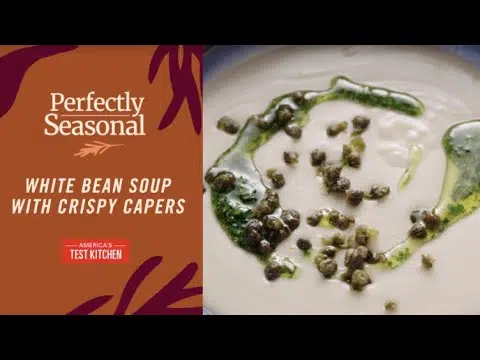 Perfectly
Seasonal
WHITE BEAN SOUP
WITH CRISPY CAPERS
AMERICA'S
TEST KITCHEN